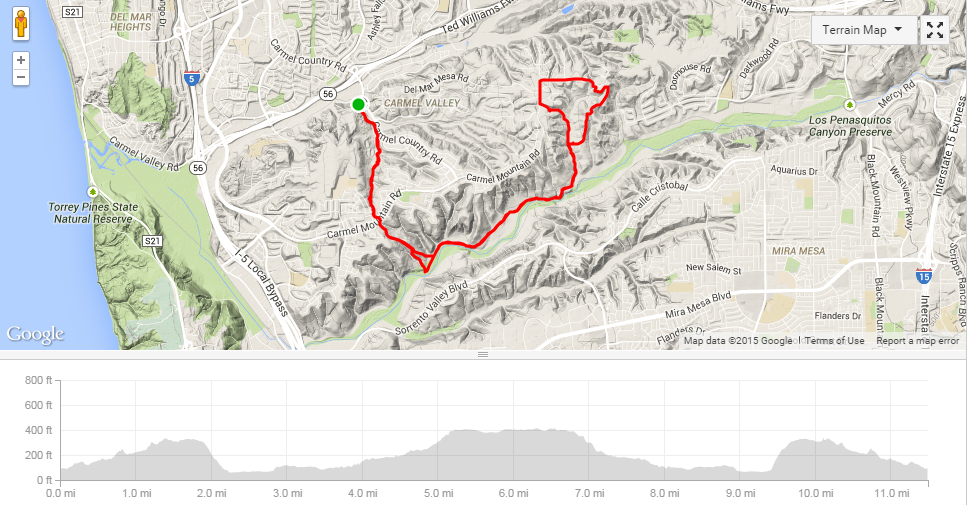 S21
DEL MAR
HEIGHTS
Ted Williams Fwy
Terrain Map
Carmel Country Rd
5
56
Del Mar Mesa Rd
CARMEL VALLEY
Dormouse Rd
Darkwood Rd
Mercy Rd
Los Penasquitos
Canyon Preserve
Interstate 15 Express
Carmel Valley Rd
56
Carmel Country Rd
Carmel Mountain Rd
Calle Cristobal
Aquarius Dr
Black Mountain Rd
Westview Pkwy
Torrey Pines State
Natural Reserve
S21
Carmel Mountain Rd
I-5 Local Bypass
MIRA MESA
New Salem St
15
Sorrento Valley Blvd
Mira Mesa Blvd
Flanders Dr
Flanders Dr
Black Mount
Intersta
Scripps Ranch Blv
Google
Map data ©2015 Google
Terms of Use
Report a map error
800 ft
600 ft
400 ft
200 ft
0 ft
0.0 mi
1.0 mi
2.0 mi
3.0 mi
4.0 mi
5.0 mi
6.0 mi
7.0 mi
8.0 mi
9.0 mi
10.0 mi
11.0 mi